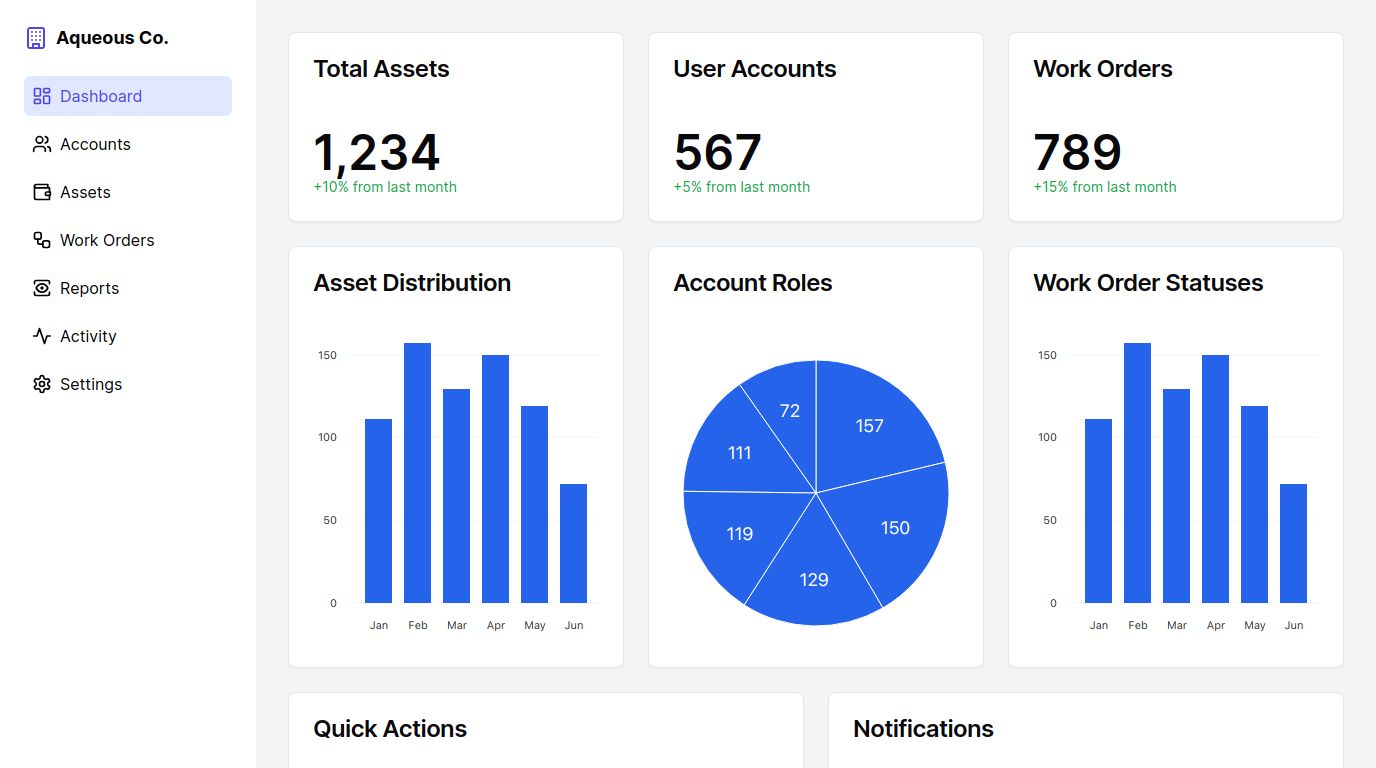 Aqueous Co.
Dashboard
Accounts
Assets
Work Orders
Reports
Activity
Settings
Total Assets
1,234
+10% from last month
User Accounts
567
+5% from last month
Work Orders
789
+15% from last month
Asset Distribution
150
100
50
0
Jan Feb Mar Apr May Jun
Account Roles
72
157
111
150
119
129
Work Order Statuses
150
100
50
0
Jan Feb Mar Apr May Jun
Quick Actions
Notifications